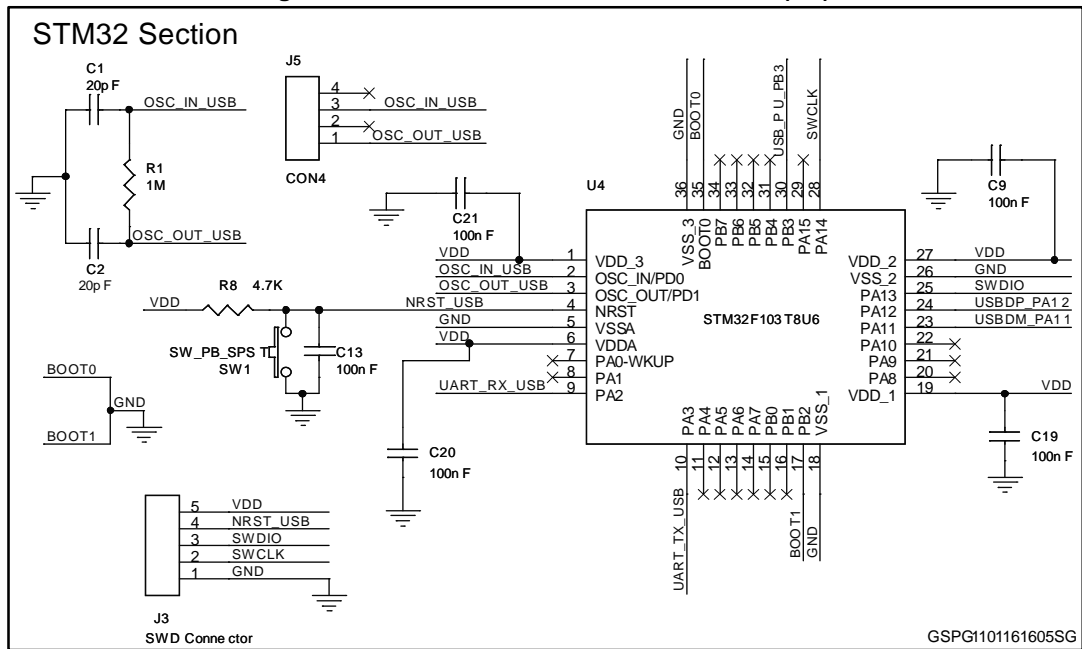 STM32 Section
C1
20pF
OSC_IN_USB
R1
1M
OSC_OUT_USB
C2
20pF
J5
4
3 OSC_IN_USB
2
1 OSC_OUT_USB
CON4
GND
BOOT0
USB_PU_PB3
SWCLK
36
35
34
33
32
31
30
29
28
VSS_3
BOOT0
PB7
PB6
PB5
PB4
PB3
PA15
PA14
U4
C21
100nF
C9
100nF
VDD 1 VDD_3
OSC_IN_USB 2 OSC_IN/PD0
OSC_OUT_USB 3 OSC_OUT/PD1
NRST_USB 4 NRST
GND 5 VSSA
VDD 6 VDDA
7 PA0-WKUP
8 PA1
UART_RX_USB 9 PA2
STM32F103T8U6
VDD_2 27 VDD
VSS_2 26 GND
PA13 25 SWDIO
PA12 24 USBDP_PA12
PA11 23 USBDM_PA11
PA10 22
PA9 21
PA8 20
VDD_1 19 VDD
VDD
R8 4.7K
SW_PB_SPST
SW1
C13
100nF
BOOT0
GND
BOOT1
C20
100nF
C19
100nF
PA3
PA4
PA5
PA6
PA7
PB0
PB1
PB2
VSS_1
10
11
12
13
14
15
16
17
18
UART_TX_USB
BOOT1
GND
5 VDD
4 NRST_USB
3 SWDIO
2 SWCLK
1 GND
J3
SWD Connector
GSPG1101161605SG